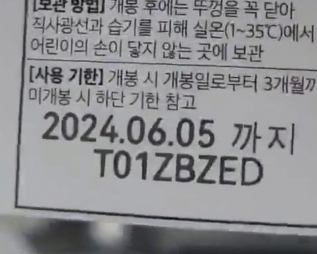 [보관 방법] 개봉 후에는 뚜껑을 꼭 닫아
직사광선과 습기를 피해 실온(1~35℃)에서
어린이의 손이 닿지 않는 곳에 보관
[사용 기한] 개봉 시 개봉일로부터 3개월까
미개봉 시 하단 기한 참고
2024.06.05 까지
T01ZBZED